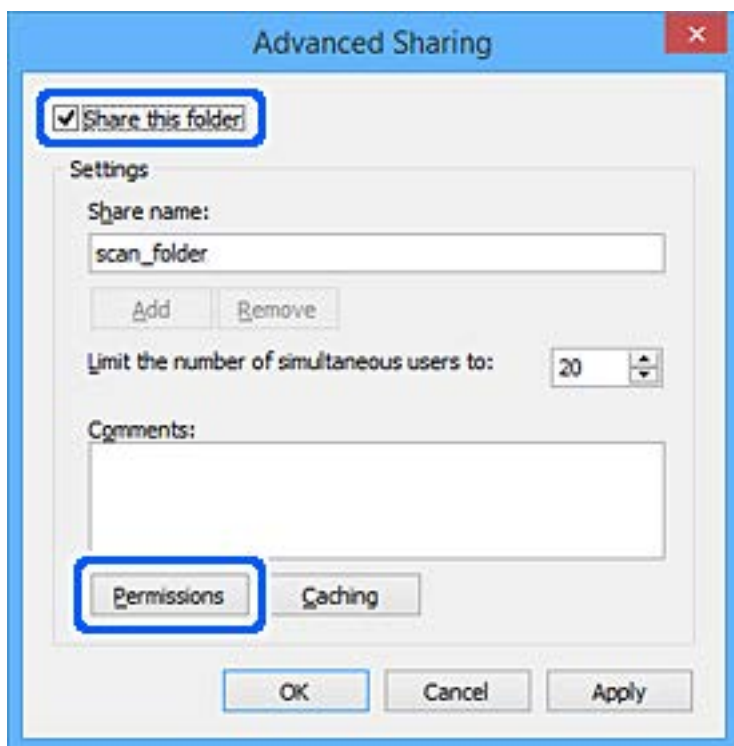 Advanced Sharing
Share this folder
Settings
Share name:
scan_folder
Add Remove
Limit the number of simultaneous users to: 20
Comments:
Permissions Caching
OK Cancel Apply